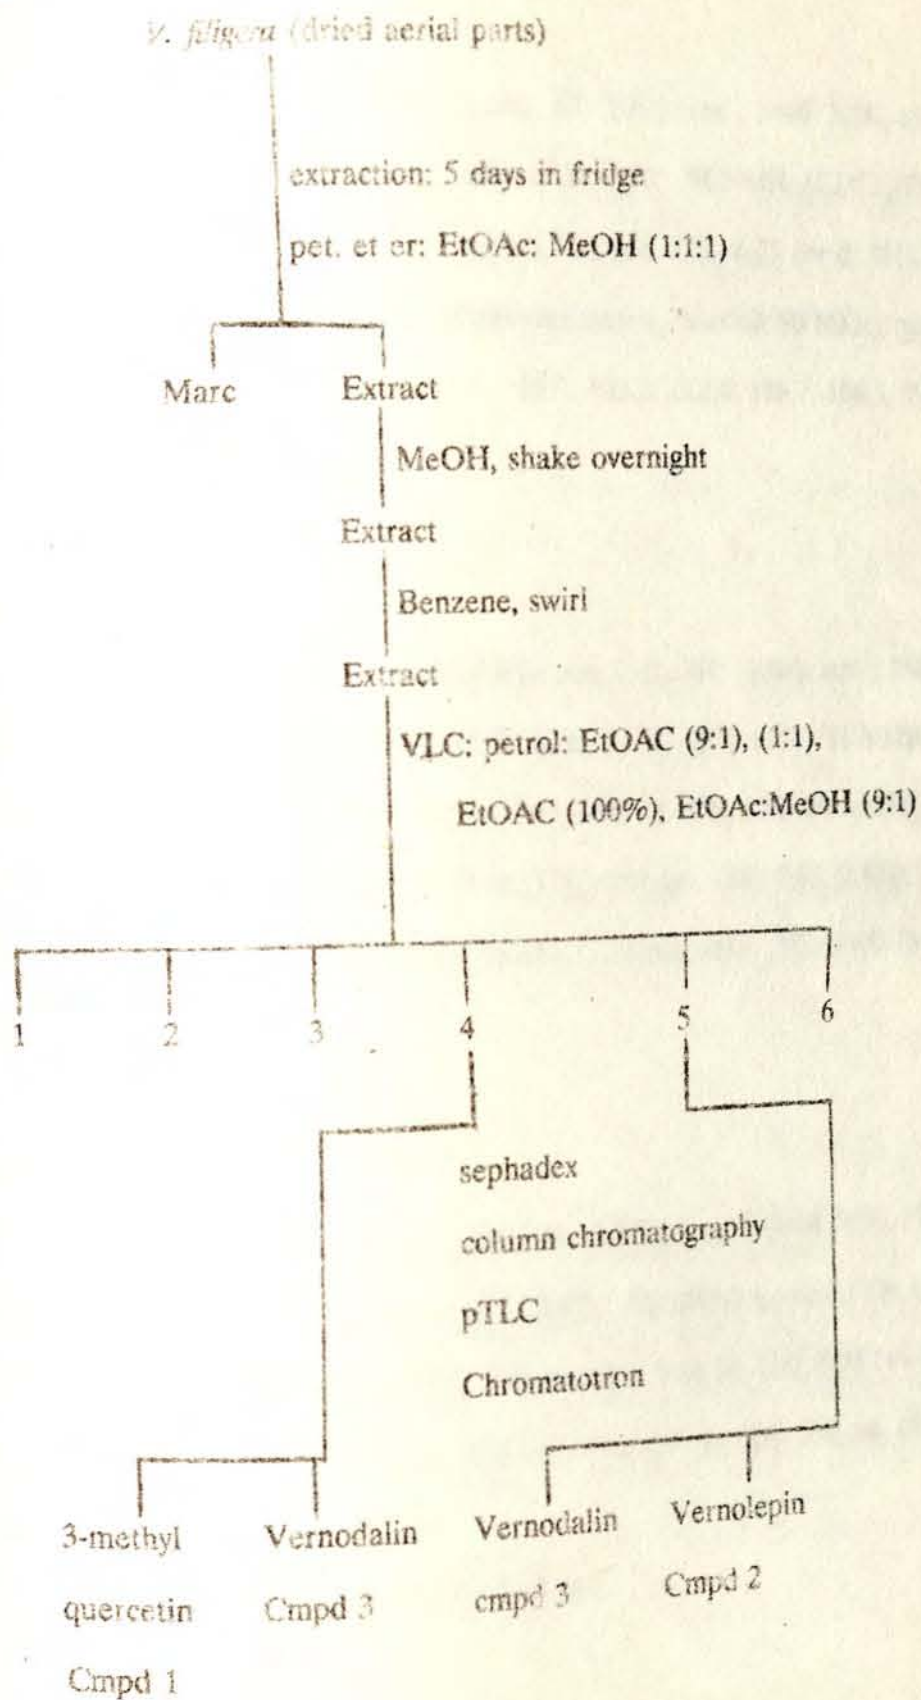 V. filigera (dried aerial parts)
extraction: 5 days in fridge
pet. et er: EtOAc: MeOH (1:1:1)
Marc Extract
MeOH, shake overnight
Extract
Benzene, swirl
Extract
VLC: petrol: EtOAC (9:1), (1:1),
EtOAC (100%), EtOAc:MeOH (9:1)
1 2 3 4 5 6
sephadex
column chromatography
pTLC
Chromatotron
3-methyl Vernodalin Vernodalin Vernolepin
quercetin Cmpd 3 cmpd 3 Cmpd 2
Cmpd 1